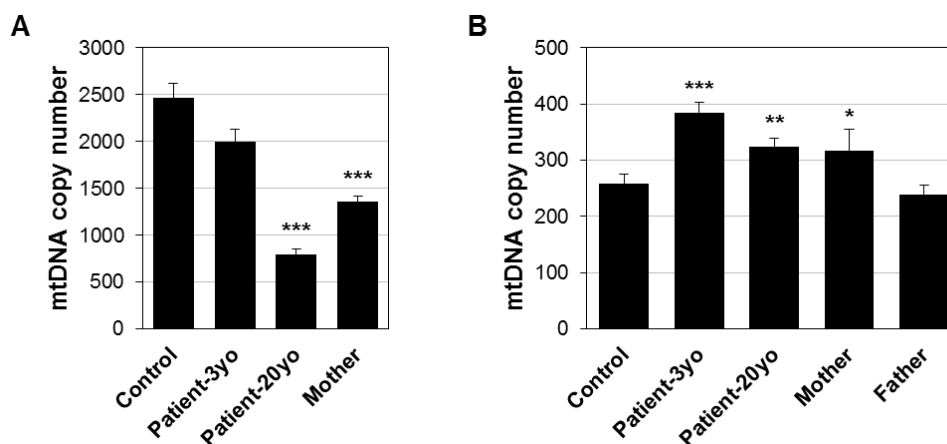 A
mtDNA copy number
3000
2500
2000
1500
1000
500
0
***
***
Control
Patient-3yo
Patient-20yo
Mother
B
mtDNA copy number
500
400
300
200
100
0
***
**
*
Control
Patient-3yo
Patient-20yo
Mother
Father